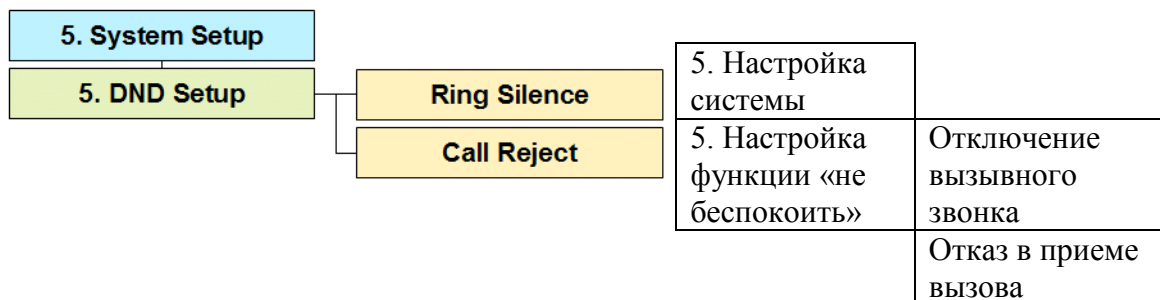 5. System Setup
5. DND Setup
Ring Silence
Call Reject
5. Настройка
системы
5. Настройка
функции «не
беспокоить»
Отключение
вызывного
звонка
Отказ в приеме
вызова